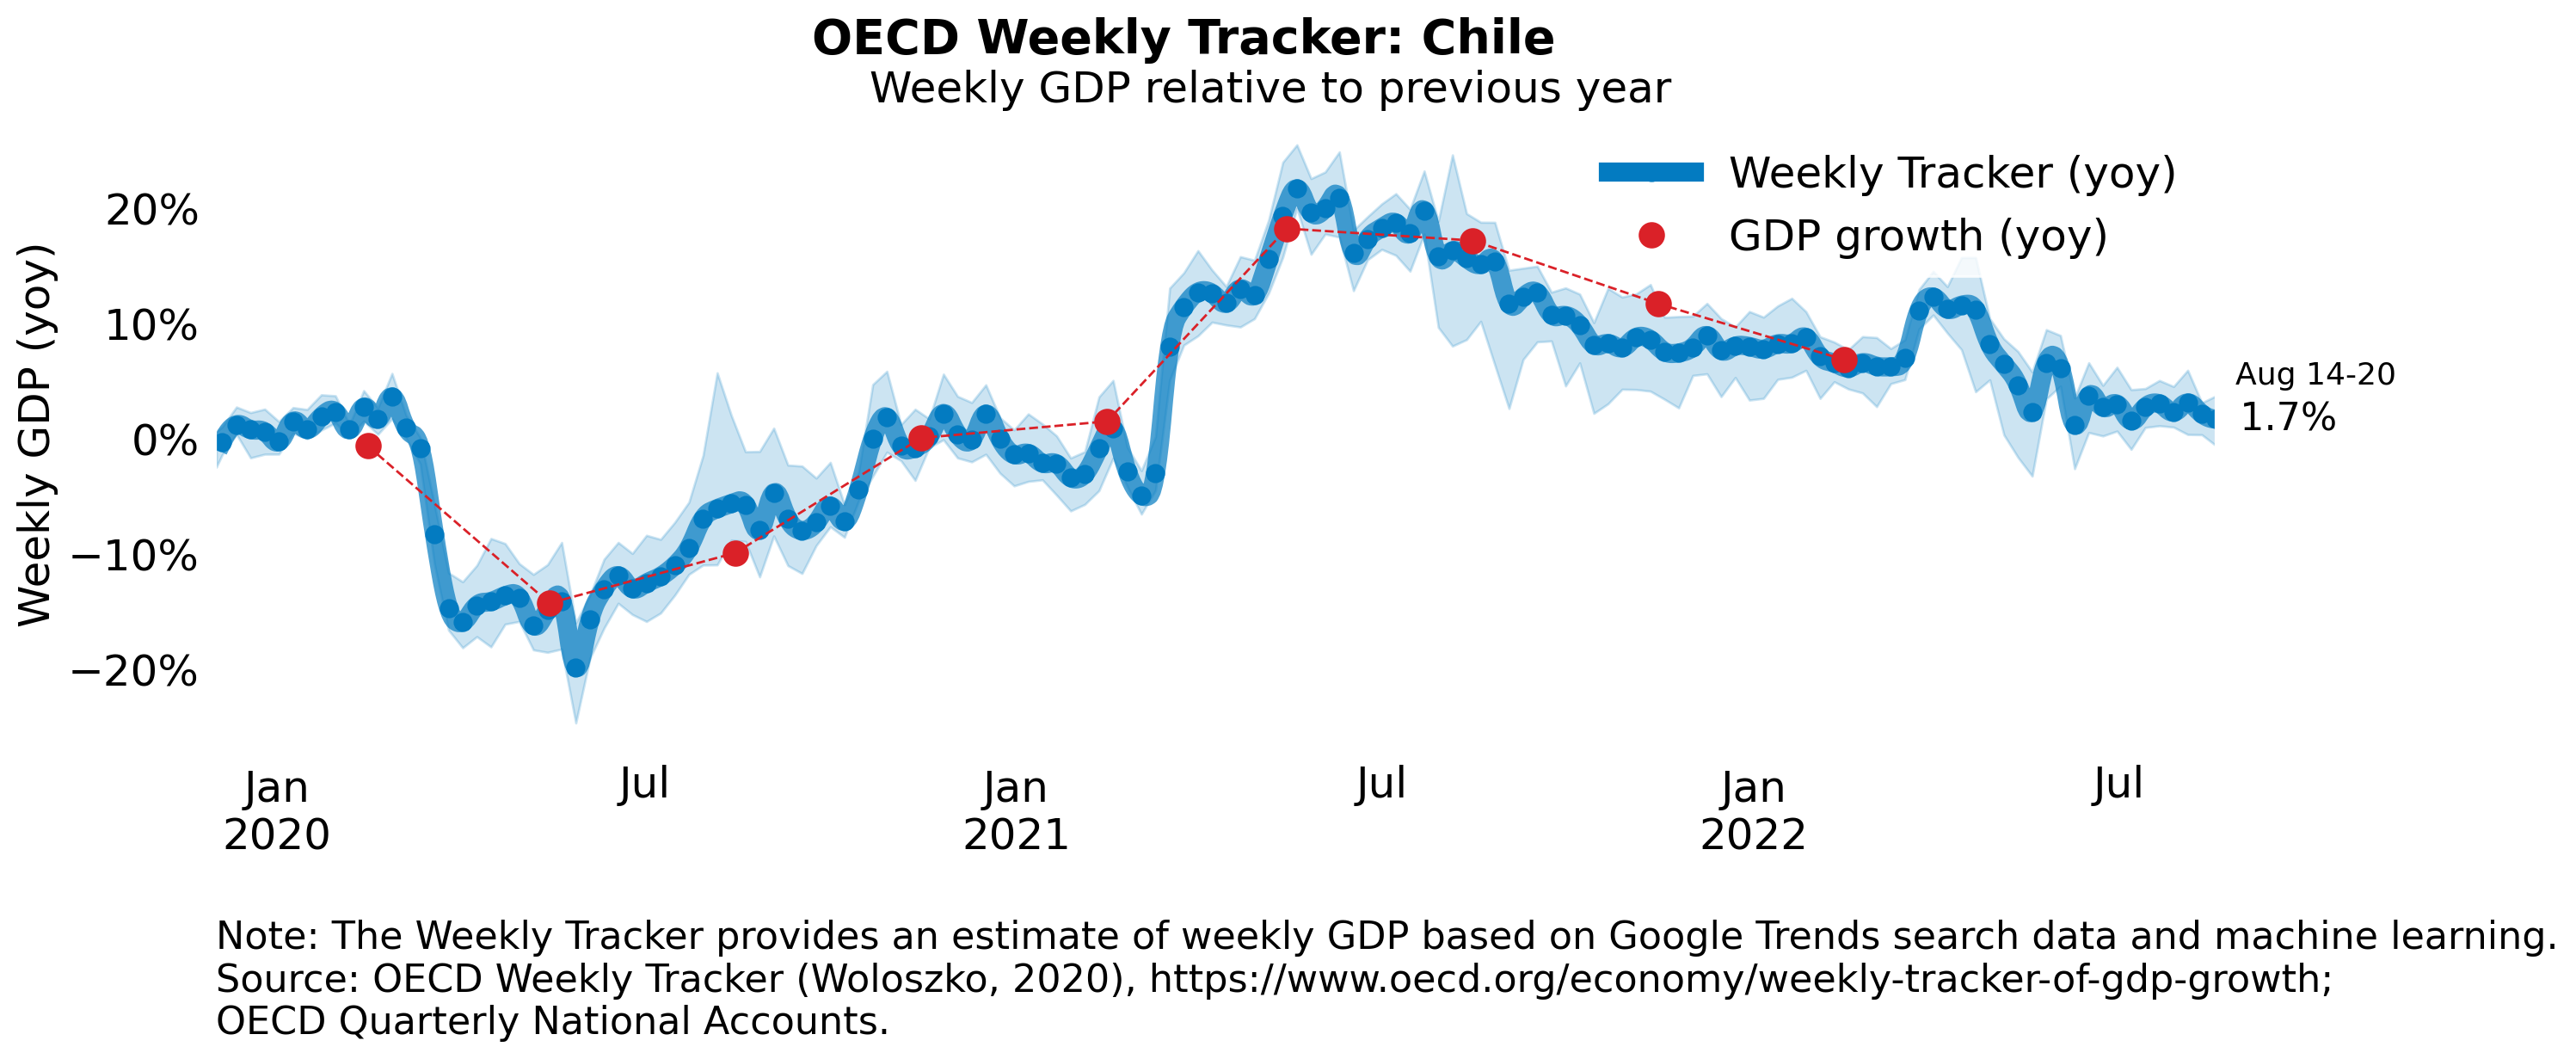 OECD Weekly Tracker: Chile
Weekly GDP relative to previous year
Weekly Tracker (yoy)
GDP growth (yoy)
Weekly GDP (yoy)
20%
10%
0%
−10%
−20%
Aug 14-20
1.7%
Jan
2020
Jul
Jan
2021
Jul
Jan
2022
Jul
Note: The Weekly Tracker provides an estimate of weekly GDP based on Google Trends search data and machine learning.
Source: OECD Weekly Tracker (Woloszko, 2020), https://www.oecd.org/economy/weekly-tracker-of-gdp-growth;
OECD Quarterly National Accounts.